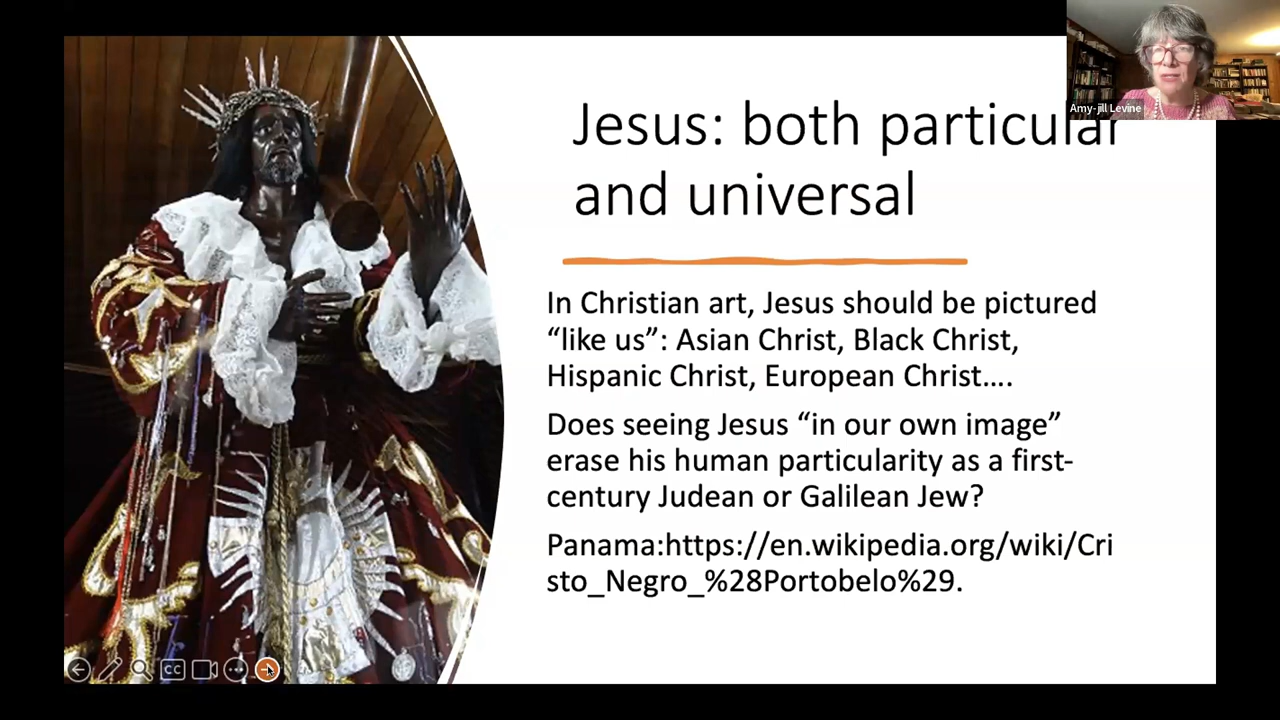 Amy-jill Levine
Jesus: both particular
and universal
In Christian art, Jesus should be pictured
“like us”: Asian Christ, Black Christ,
Hispanic Christ, European Christ….
Does seeing Jesus “in our own image”
erase his human particularity as a first-
century Judean or Galilean Jew?
Panama:https://en.wikipedia.org/wiki/Cri
sto_Negro_%28Portobelo%29.
CC